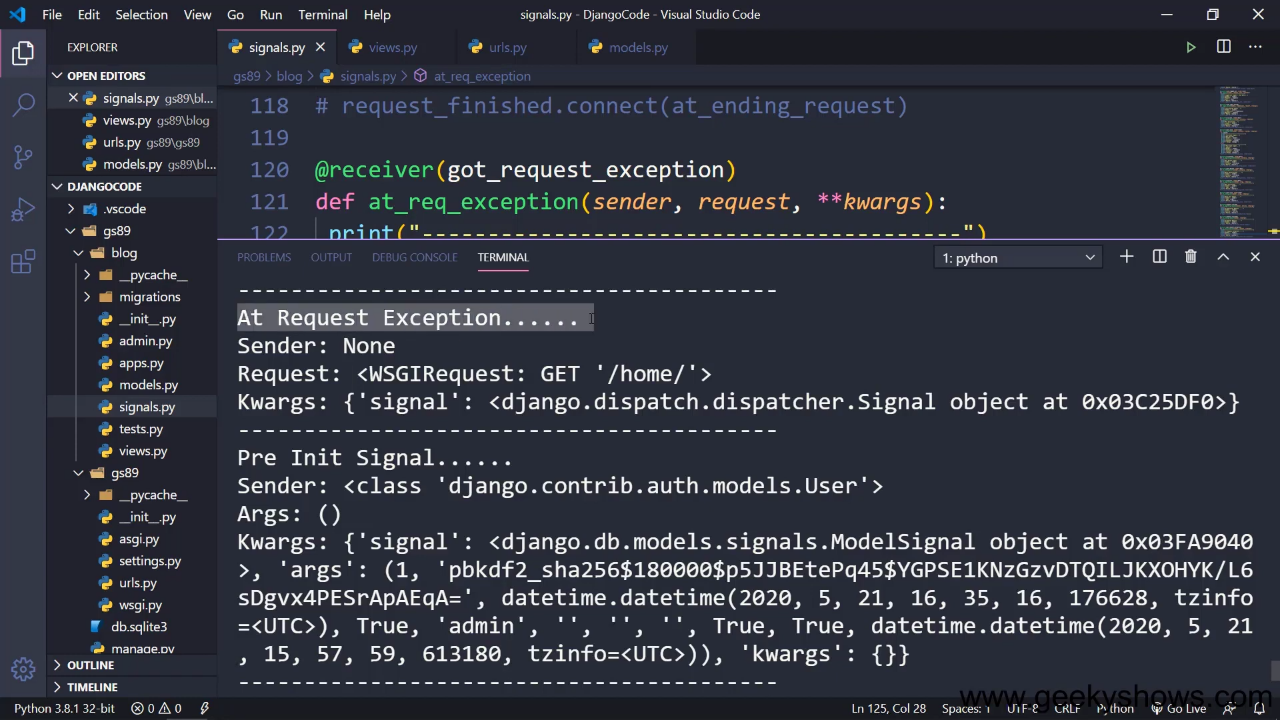 File Edit Selection View Go Run Terminal Help signals.py - DjangoCode - Visual Studio Code
EXPLORER
OPEN EDITORS
signals.py gs89\bl...
views.py gs89\blog
urls.py gs89\gs89
models.py gs89\bl...
DJANGOCODE
.vscode
gs89
blog
__pycache__
migrations
__init__.py
admin.py
apps.py
models.py
signals.py
tests.py
views.py
gs89
__pycache__
__init__.py
asgi.py
settings.py
urls.py
wsgi.py
db.sqlite3
manage.py
OUTLINE
TIMELINE
signals.py views.py urls.py models.py
gs89 > blog > signals.py > at_req_exception
118 # request_finished.connect(at_ending_request)
119
120 @receiver(got_request_exception)
121 def at_req_exception(sender, request, **kwargs):
122 print("-----------------------------------------")
PROBLEMS OUTPUT DEBUG CONSOLE TERMINAL 1: python
-----------------------------------------
At Request Exception......
Sender: None
Request: <WSGIRequest: GET '/home/'>
Kwargs: {'signal': <django.dispatch.dispatcher.Signal object at 0x03C25DF0>}
-----------------------------------------
Pre Init Signal......
Sender: <class 'django.contrib.auth.models.User'>
Args: ()
Kwargs: {'signal': <django.db.models.signals.ModelSignal object at 0x03FA9040
>, 'args': (1, 'pbkdf2_sha256$180000$p5JJBEtePq45$YGPSE1KNzGzvDTQILJKXOHYK/L6
sDgvx4PESrApAEqA=', datetime.datetime(2020, 5, 21, 16, 35, 16, 176628, tzinfo
=<UTC>), True, 'admin', '', '', '', True, True, datetime.datetime(2020, 5, 21
, 15, 57, 59, 613180, tzinfo=<UTC>)), 'kwargs': {}}
-----------------------------------------
www.geekyshows.com
Python 3.8.1 32-bit 0 0 Ln 125, Col 28 Spaces: 1 UTF-8 CRLF Python Go Live